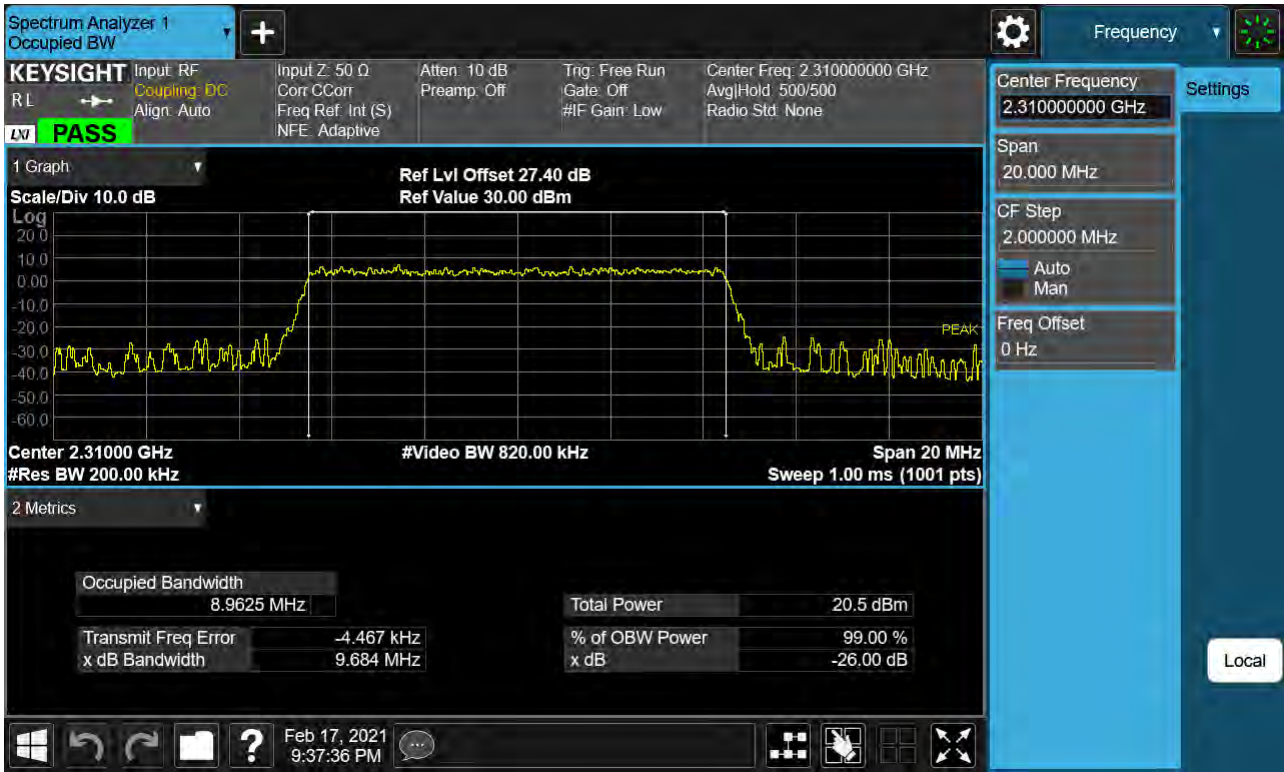 Spectrum Analyzer 1
Occupied BW
Frequency
KEYSIGHT
R L
LXI
PASS
Input: RF
Coupling: DC
Align: Auto
Input Z: 50 Ω
Corr CCorr
Freq Ref: Int (S)
NFE: Adaptive
Atten: 10 dB
Preamp: Off
Trig: Free Run
Gate: Off
#IF Gain: Low
Center Freq: 2.310000000 GHz
Avg|Hold: 500/500
Radio Std: None
Center Frequency
2.310000000 GHz
Settings
Span
20.000 MHz
CF Step
2.000000 MHz
Auto
Man
Freq Offset
0 Hz
Local
1 Graph
Scale/Div 10.0 dB
Ref Lvl Offset 27.40 dB
Ref Value 30.00 dBm
Log
20.0
10.0
0.00
-10.0
-20.0
-30.0
-40.0
-50.0
-60.0
PEAK
Center 2.31000 GHz
#Video BW 820.00 kHz
Span 20 MHz
#Res BW 200.00 kHz
Sweep 1.00 ms (1001 pts)
2 Metrics
Occupied Bandwidth
8.9625 MHz
Total Power 20.5 dBm
Transmit Freq Error -4.467 kHz
% of OBW Power 99.00 %
x dB Bandwidth 9.684 MHz
x dB -26.00 dB
?
Feb 17, 2021
9:37:36 PM